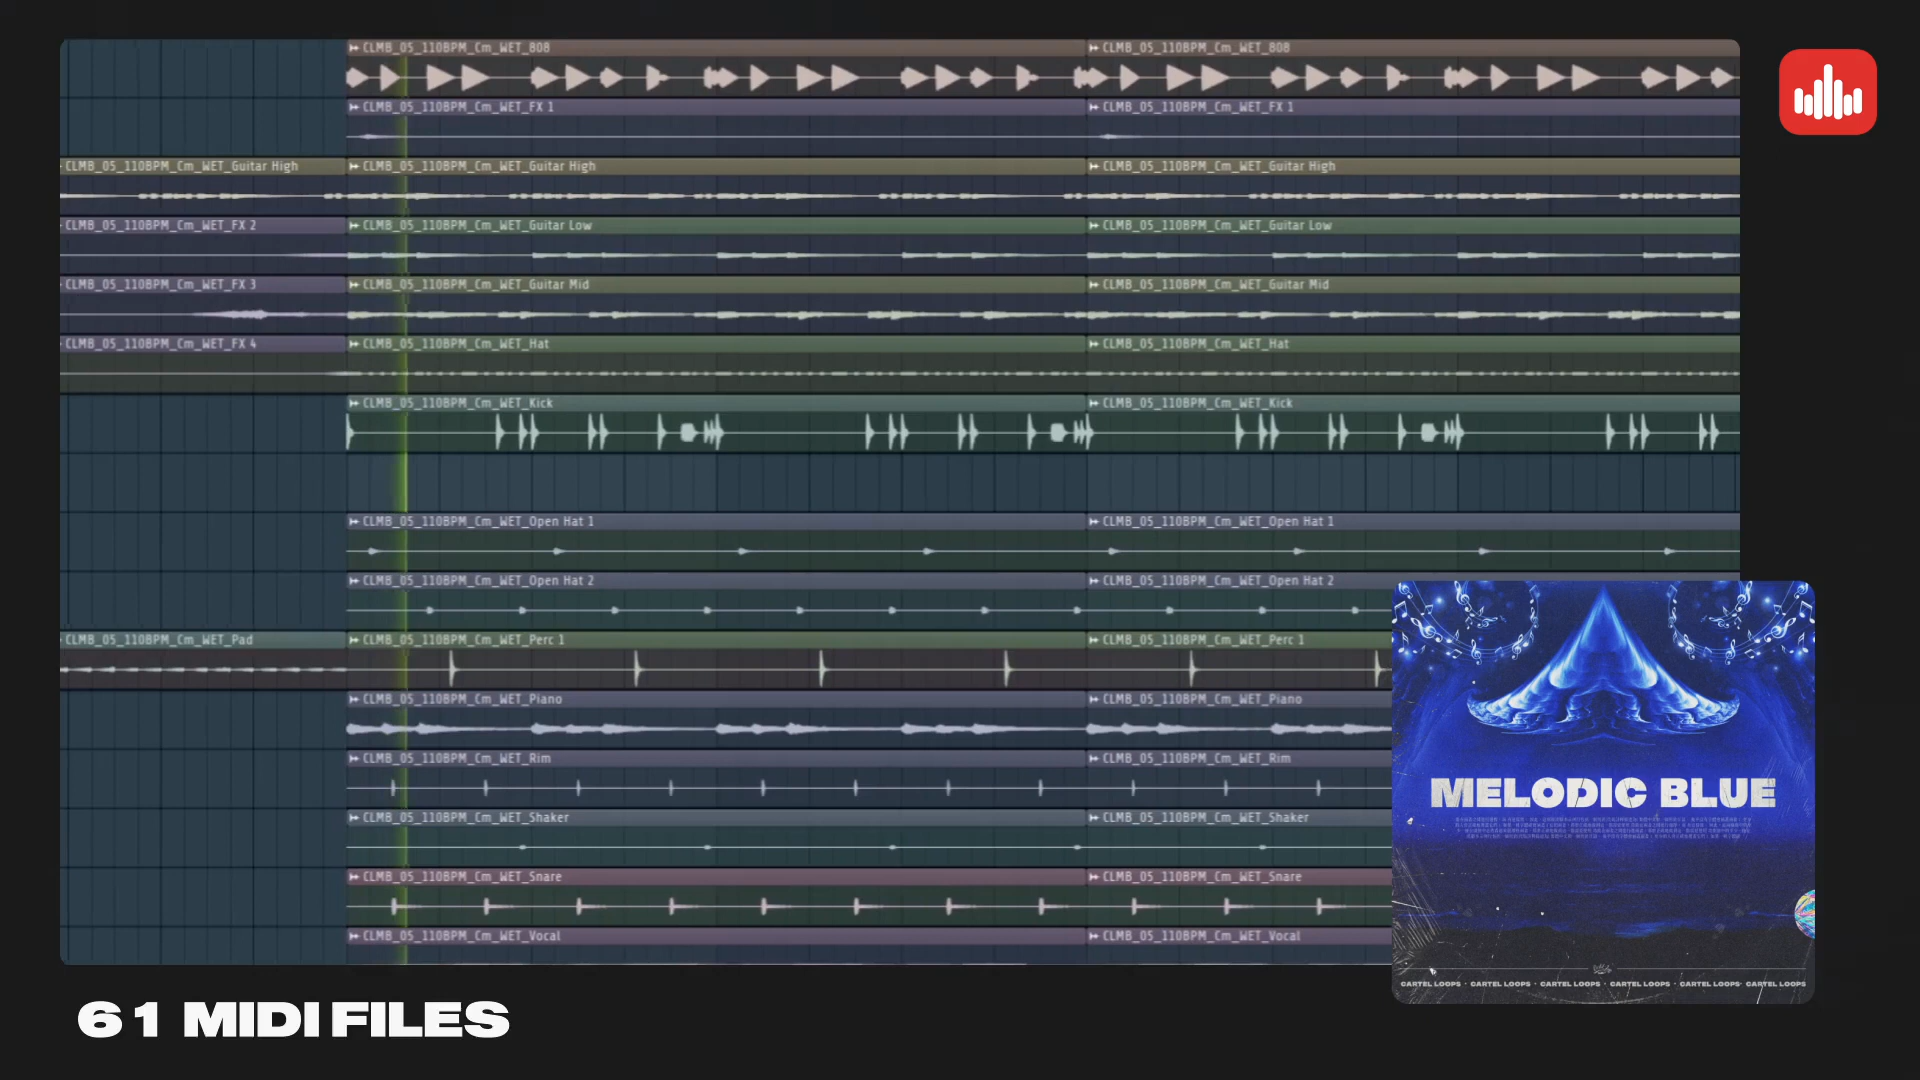 CLMB_05_110BPM_Cm_WET_808 CLMB_05_110BPM_Cm_WET_808
CLMB_05_110BPM_Cm_WET_FX 1 CLMB_05_110BPM_Cm_WET_FX 1
CLMB_05_110BPM_Cm_WET_Guitar High CLMB_05_110BPM_Cm_WET_Guitar High CLMB_05_110BPM_Cm_WET_Guitar High
CLMB_05_110BPM_Cm_WET_FX 2 CLMB_05_110BPM_Cm_WET_Guitar Low CLMB_05_110BPM_Cm_WET_Guitar Low
CLMB_05_110BPM_Cm_WET_FX 3 CLMB_05_110BPM_Cm_WET_Guitar Mid CLMB_05_110BPM_Cm_WET_Guitar Mid
CLMB_05_110BPM_Cm_WET_FX 4 CLMB_05_110BPM_Cm_WET_Hat CLMB_05_110BPM_Cm_WET_Hat
CLMB_05_110BPM_Cm_WET_Kick CLMB_05_110BPM_Cm_WET_Kick
CLMB_05_110BPM_Cm_WET_Open Hat 1 CLMB_05_110BPM_Cm_WET_Open Hat 1
CLMB_05_110BPM_Cm_WET_Open Hat 2 CLMB_05_110BPM_Cm_WET_Open Hat 2
CLMB_05_110BPM_Cm_WET_Pad CLMB_05_110BPM_Cm_WET_Perc 1 CLMB_05_110BPM_Cm_WET_Perc 1
CLMB_05_110BPM_Cm_WET_Piano CLMB_05_110BPM_Cm_WET_Piano
CLMB_05_110BPM_Cm_WET_Rim CLMB_05_110BPM_Cm_WET_Rim
CLMB_05_110BPM_Cm_WET_Shaker CLMB_05_110BPM_Cm_WET_Shaker
CLMB_05_110BPM_Cm_WET_Snare CLMB_05_110BPM_Cm_WET_Snare
CLMB_05_110BPM_Cm_WET_Vocal CLMB_05_110BPM_Cm_WET_Vocal
MELODIC BLUE
CARTEL LOOPS · CARTEL LOOPS · CARTEL LOOPS · CARTEL LOOPS · CARTEL LOOPS · CARTEL LOOPS
61 MIDI FILES